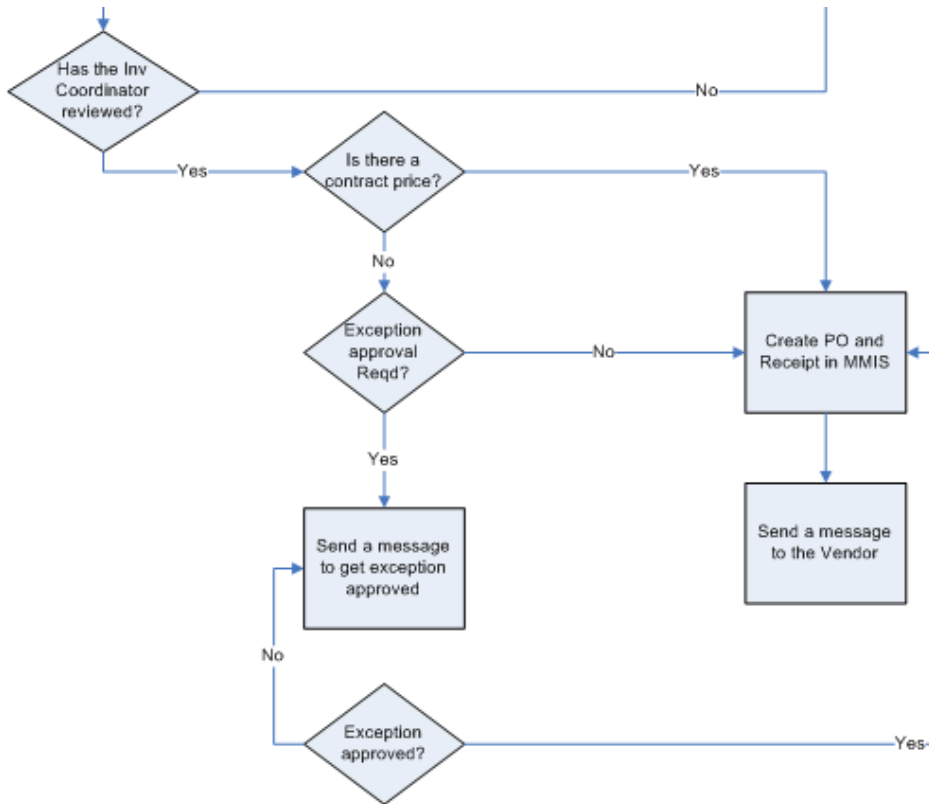 Has the Inv
Coordinator
reviewed?
No
Yes
Is there a
contract price?
Yes
No
Exception
approval
Reqd?
No
Create PO and
Receipt in MMIS
Yes
Send a message
to get exception
approved
Send a message
to the Vendor
No
Exception
approved?
Yes